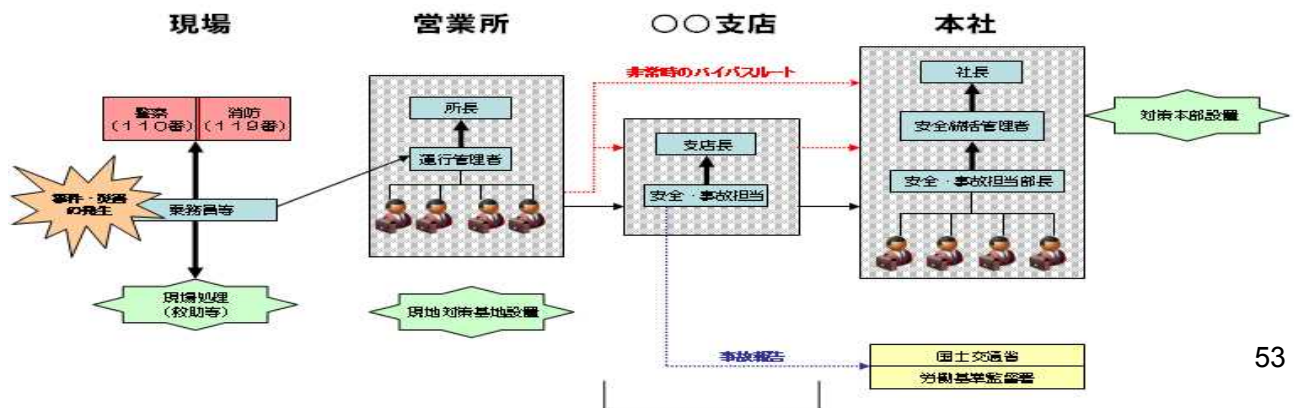 現場
営業所
○○支店
本社
非常時のバイパスルート
社長
警察
(110番)
消防
(119番)
所長
対策本部設置
安全統括管理者
支店長
運行管理者
安全・事故担当部長
事件・災害
の発生
乗務員等
安全・事故担当
現場処理
(救助等)
現地対策基地設置
事故報告
国土交通省
労働基準監督署
53